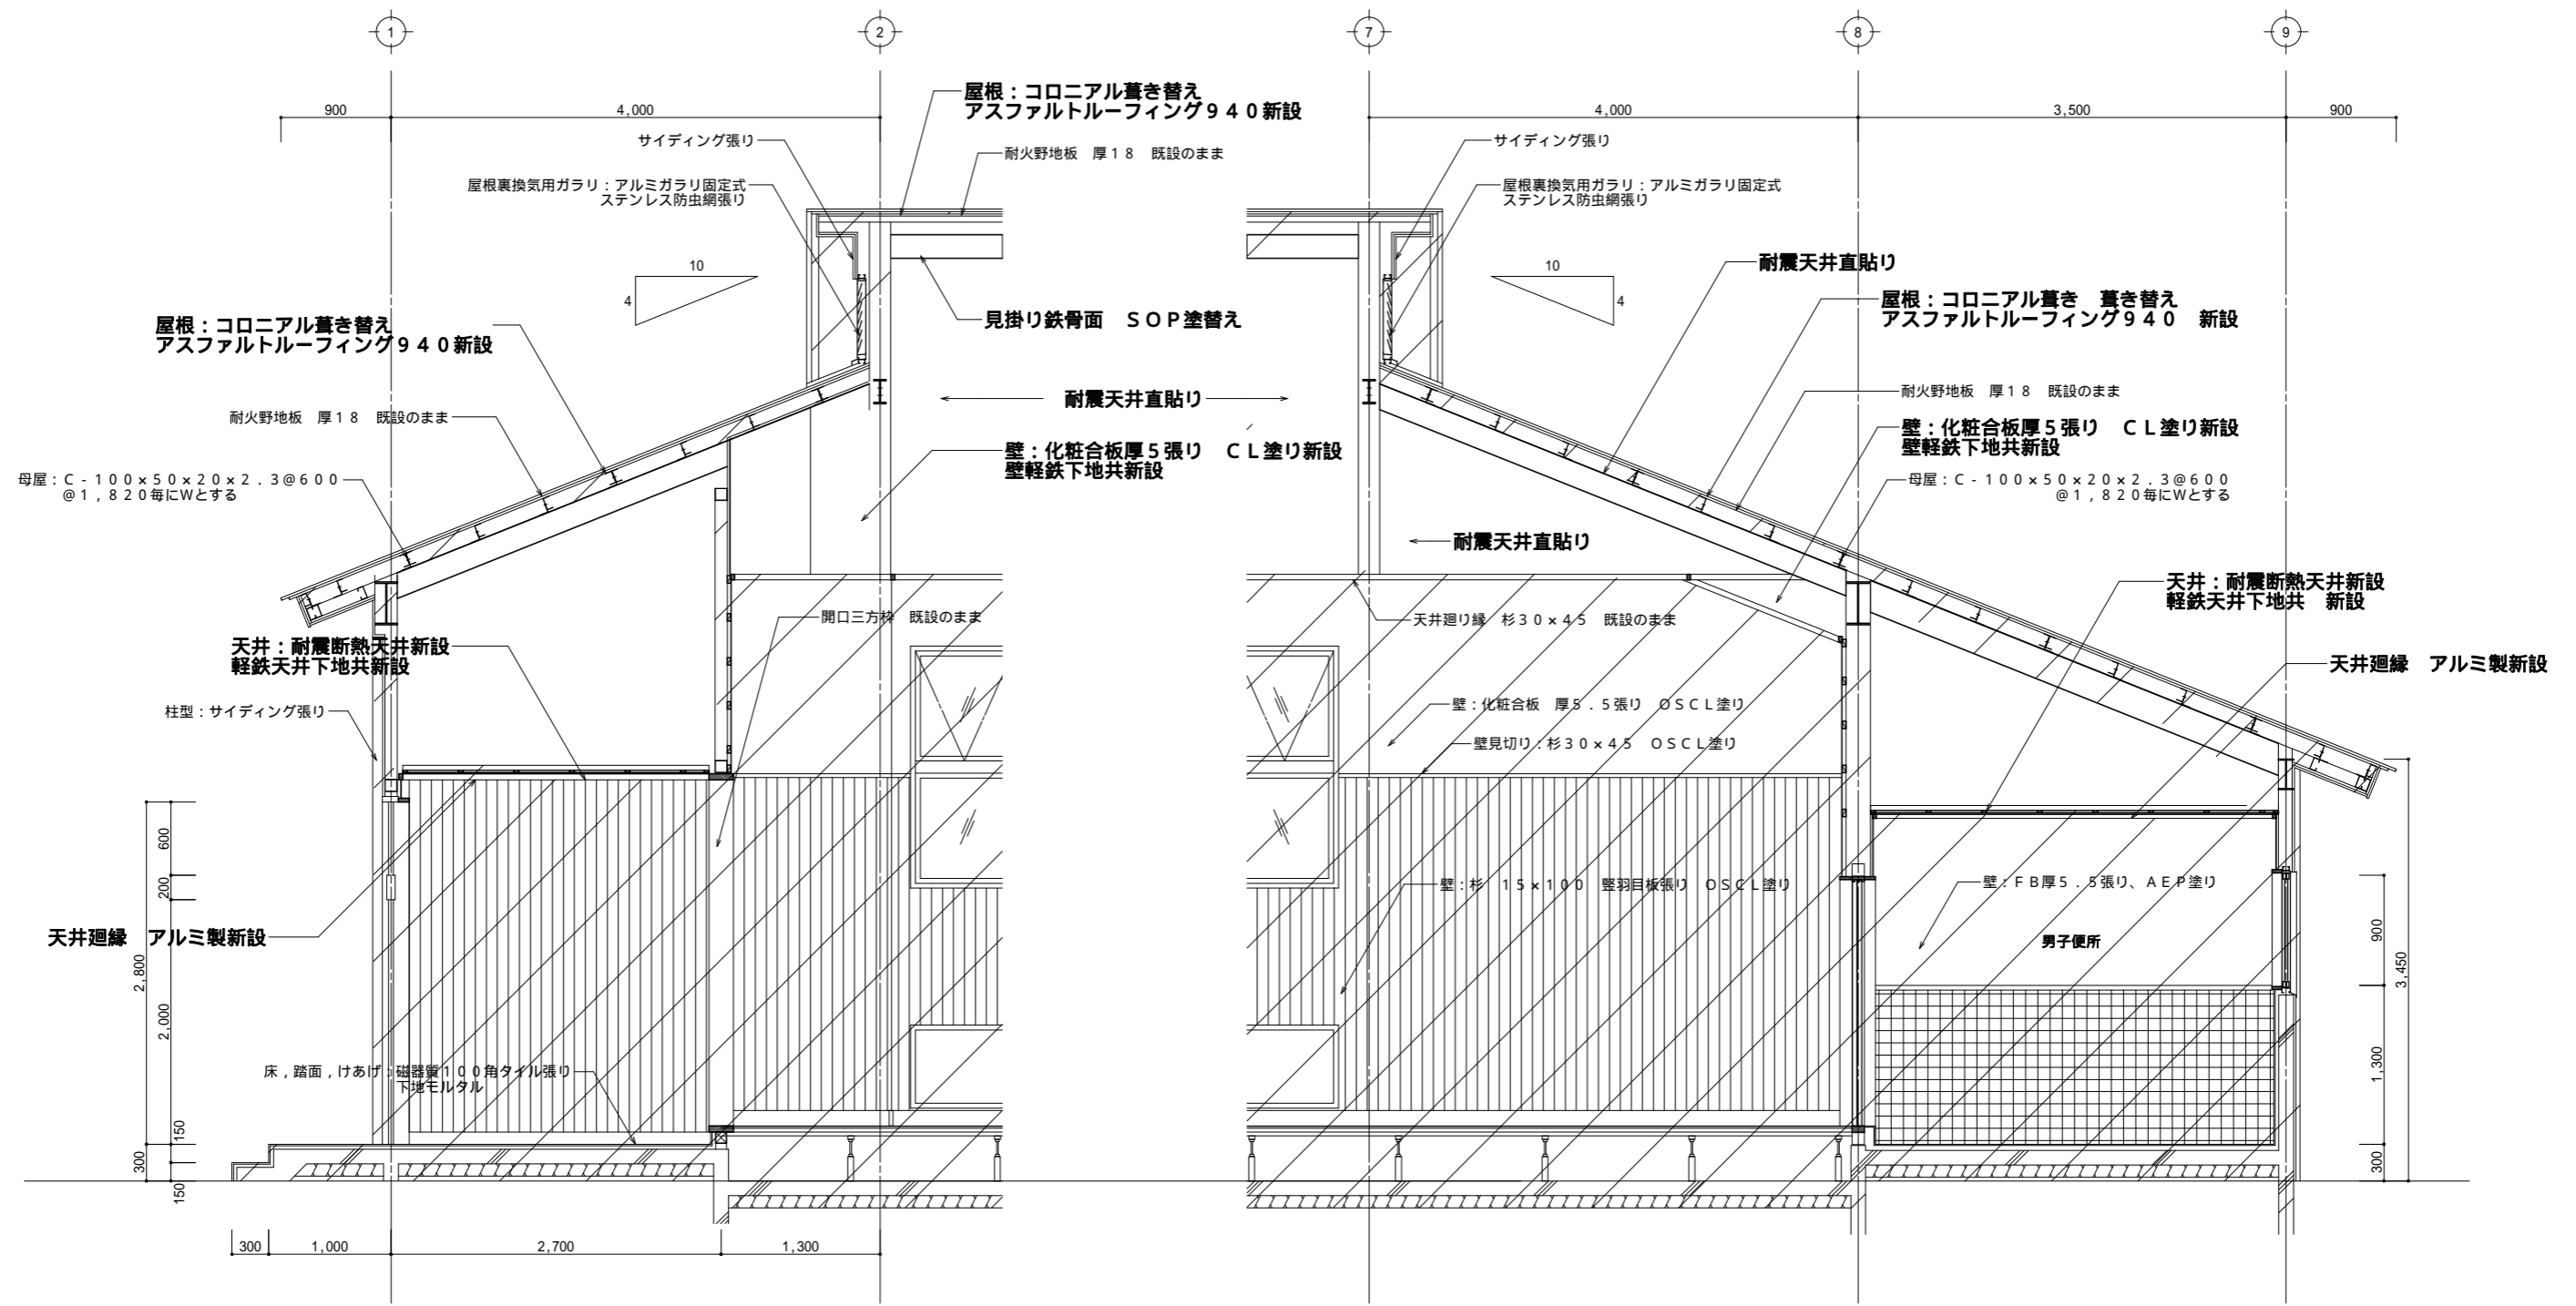 1
2
7
8
9
900
4,000
4,000
3,500
900
屋根：コロニアル葺き替え
アスファルトルーフィング９４０新設
サイディング張り
耐火野地板　厚１８　既設のまま
屋根裏換気用ガラリ：アルミガラリ固定式
ステンレス防虫網張り
サイディング張り
屋根裏換気用ガラリ：アルミガラリ固定式
ステンレス防虫網張り
10
4
10
4
耐震天井直貼り
屋根：コロニアル葺き　葺き替え
アスファルトルーフィング９４０　新設
屋根：コロニアル葺き替え
アスファルトルーフィング９４０新設
見掛り鉄骨面　ＳＯＰ塗替え
耐震天井直貼り
耐火野地板　厚１８　既設のまま
耐火野地板　厚１８　既設のまま
壁：化粧合板厚５張り　ＣＬ塗り新設
壁軽鉄下地共新設
壁：化粧合板厚５張り　ＣＬ塗り新設
壁軽鉄下地共新設
母屋：Ｃ-１００×５０×２０×２．３@６００
@１，８２０毎にWとする
母屋：Ｃ-１００×５０×２０×２．３@６００
@１，８２０毎にWとする
耐震天井直貼り
天井：耐震断熱天井新設
軽鉄天井下地共　新設
開口三方枠　既設のまま
天井廻り縁　杉３０×４５　既設のまま
天井：耐震断熱天井新設
軽鉄天井下地共新設
天井廻縁　アルミ製新設
柱型：サイディング張り
壁：化粧合板　厚５．５張り　ＯＳＣＬ塗り
壁見切り：杉３０×４５　ＯＳＣＬ塗り
壁：杉　１５×１００　竪羽目板張り　ＯＳＣＬ塗り
壁：ＦＢ厚５．５張り、ＡＥＰ塗り
男子便所
天井廻縁　アルミ製新設
床，踏面，けあげ：磁器質１００角タイル張り
下地モルタル
600
200
2,000
2,800
150
300
150
900
1,300
3,450
300
300
1,000
2,700
1,300